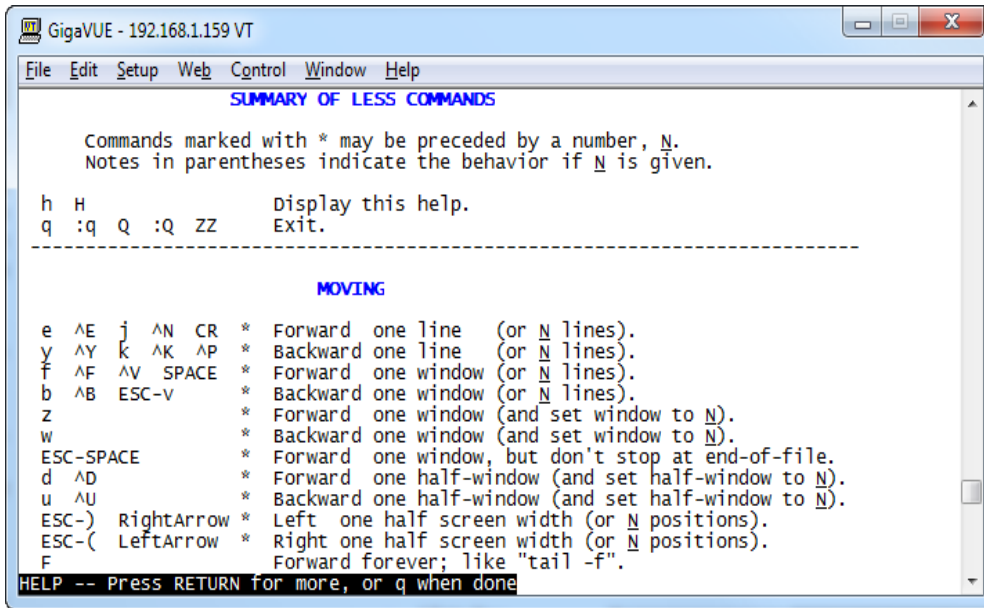 GigaVUE - 192.168.1.159 VT
File Edit Setup Web Control Window Help
SUMMARY OF LESS COMMANDS
Commands marked with * may be preceded by a number, N.
Notes in parentheses indicate the behavior if N is given.
h H Display this help.
q :q Q :Q ZZ Exit.
---------------------------------------------------------------------------
MOVING
e ^E j ^N CR * Forward one line (or N lines).
y ^Y k ^K ^P * Backward one line (or N lines).
f ^F ^V SPACE * Forward one window (or N lines).
b ^B ESC-v * Backward one window (or N lines).
z * Forward one window (and set window to N).
w * Backward one window (and set window to N).
ESC-SPACE * Forward one window, but don't stop at end-of-file.
d ^D * Forward one half-window (and set half-window to N).
u ^U * Backward one half-window (and set half-window to N).
ESC-) RightArrow * Left one half screen width (or N positions).
ESC-( LeftArrow * Right one half screen width (or N positions).
F Forward forever; like "tail -f".
HELP -- Press RETURN for more, or q when done